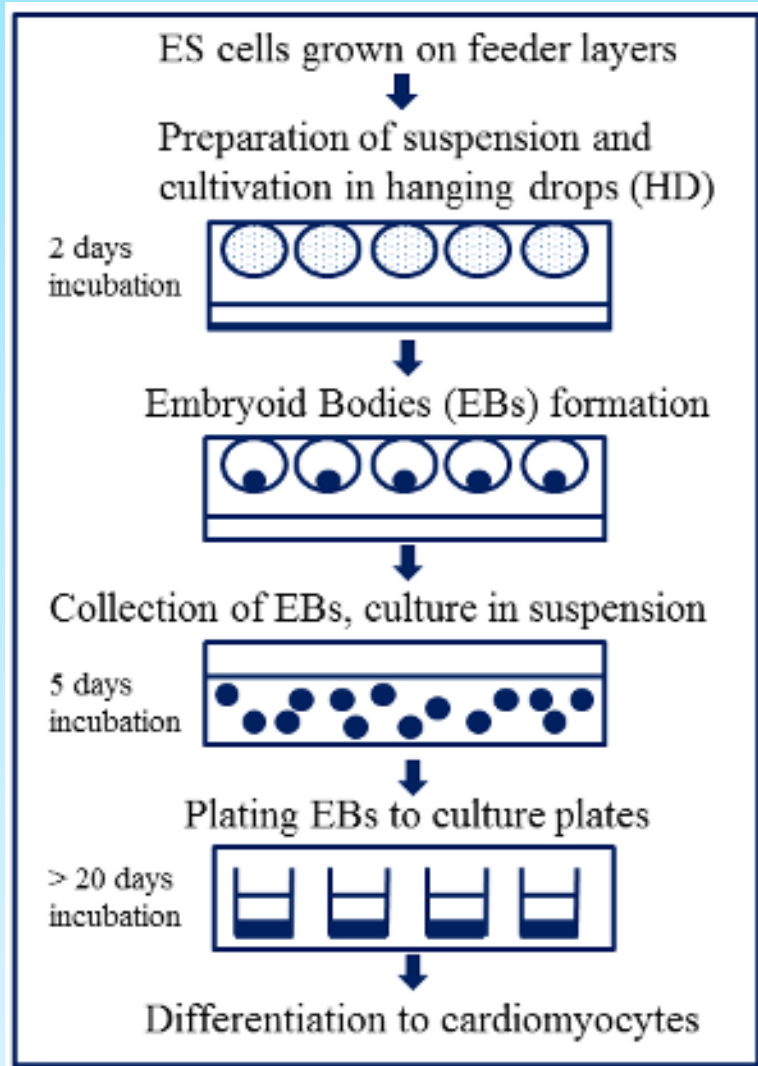 ES cells grown on feeder layers
Preparation of suspension and
cultivation in hanging drops (HD)
2 days
incubation
Embryoid Bodies (EBs) formation
Collection of EBs, culture in suspension
5 days
incubation
Plating EBs to culture plates
> 20 days
incubation
Differentiation to cardiomyocytes